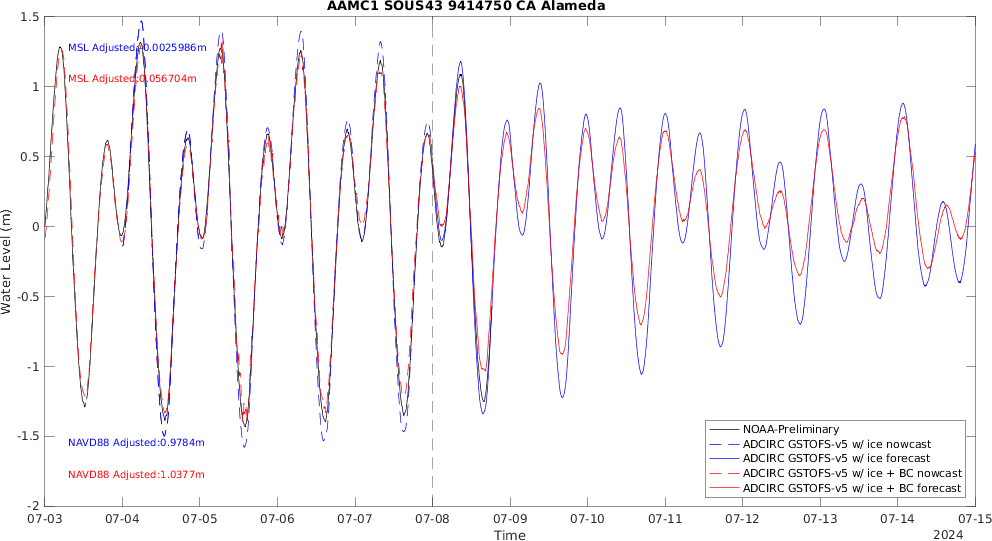 AAMC1 SOUS43 9414750 CA Alameda
1.5
1
0.5
0
-0.5
-1
-1.5
-2
Water Level (m)
MSL Adjusted:-0.0025986m
MSL Adjusted:0.056704m
NAVD88 Adjusted:0.9784m
NAVD88 Adjusted:1.0377m
NOAA-Preliminary
ADCIRC GSTOFS-v5 w/ ice nowcast
ADCIRC GSTOFS-v5 w/ ice forecast
ADCIRC GSTOFS-v5 w/ ice + BC nowcast
ADCIRC GSTOFS-v5 w/ ice + BC forecast
07-03 07-04 07-05 07-06 07-07 07-08 07-09 07-10 07-11 07-12 07-13 07-14 07-15
Time
2024